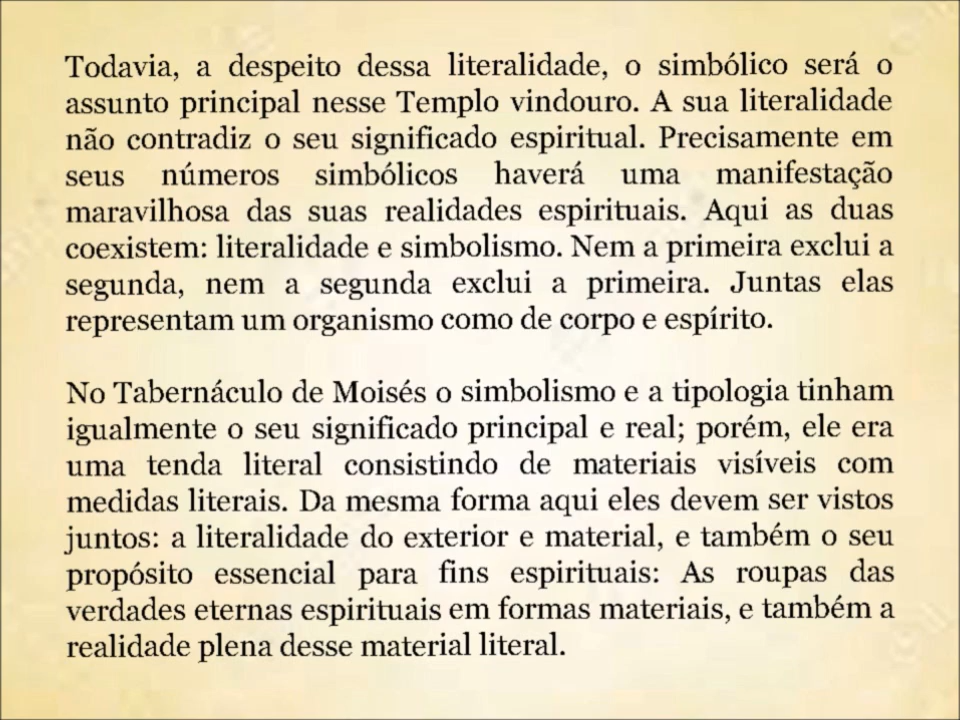 Todavia, a despeito dessa literalidade, o simbólico será o
assunto principal nesse Templo vindouro. A sua literalidade
não contradiz o seu significado espiritual. Precisamente em
seus números simbólicos haverá uma manifestação
maravilhosa das suas realidades espirituais. Aqui as duas
coexistem: literalidade e simbolismo. Nem a primeira exclui a
segunda, nem a segunda exclui a primeira. Juntas elas
representam um organismo como de corpo e espírito.
No Tabernáculo de Moisés o simbolismo e a tipologia tinham
igualmente o seu significado principal e real; porém, ele era
uma tenda literal consistindo de materiais visíveis com
medidas literais. Da mesma forma aqui eles devem ser vistos
juntos: a literalidade do exterior e material, e também o seu
propósito essencial para fins espirituais: As roupas das
verdades eternas espirituais em formas materiais, e também a
realidade plena desse material literal.